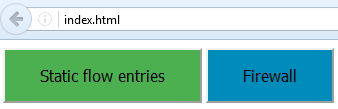 index.html
Static flow entries
Firewall